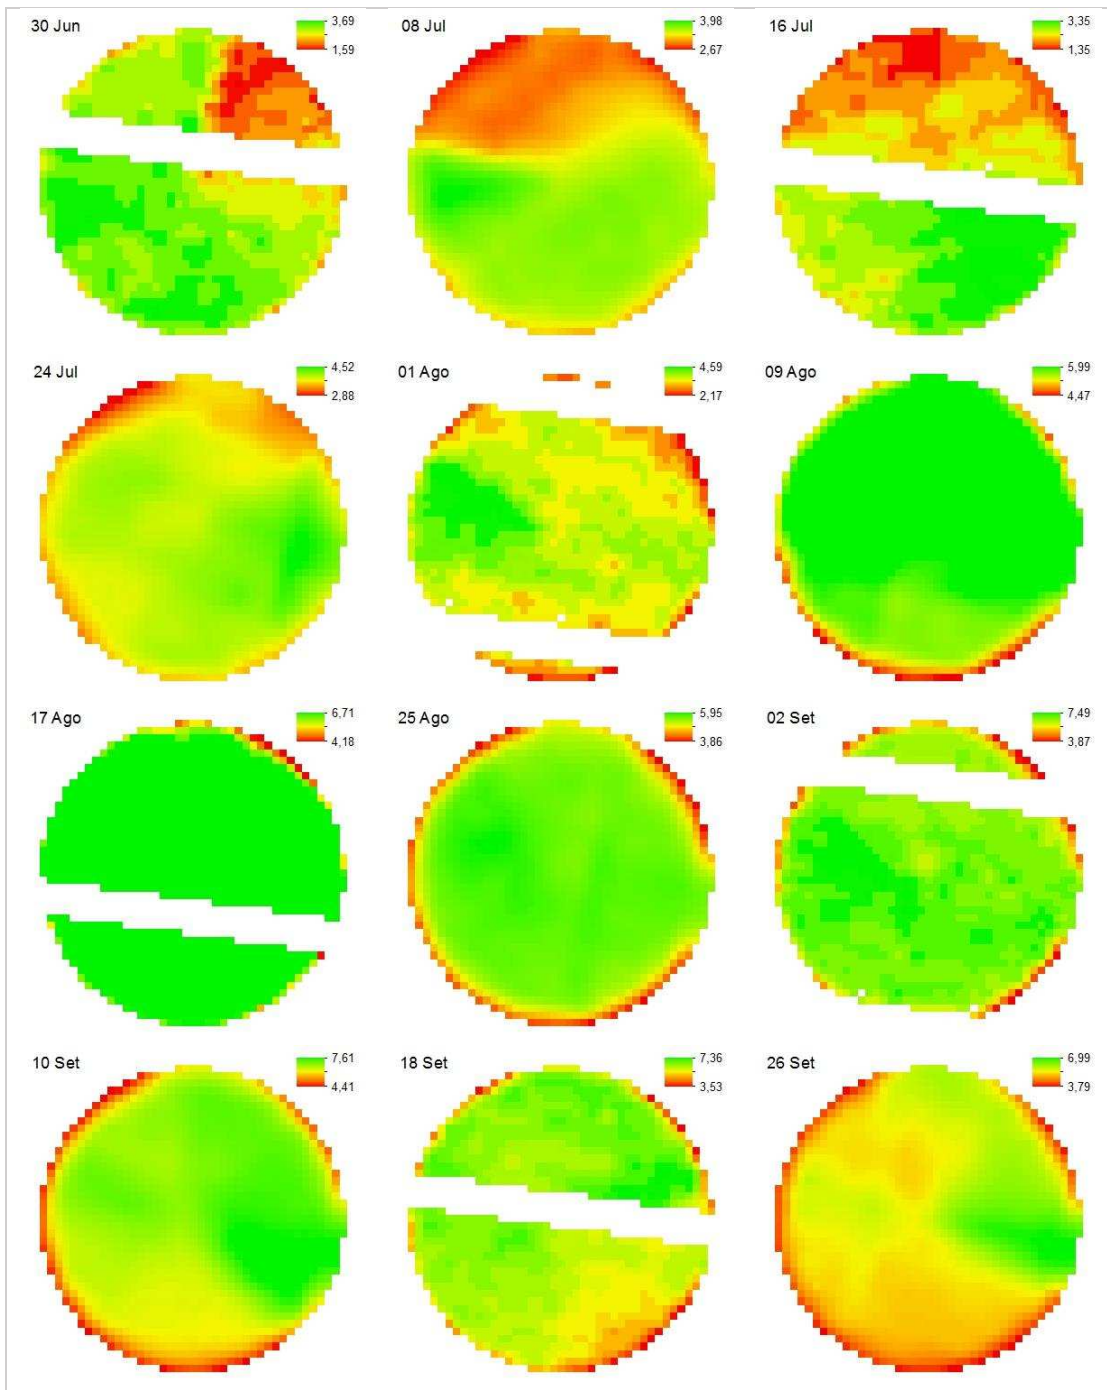 30 Jun
3,69
1,59
08 Jul
3,98
2,67
16 Jul
3,35
1,35
24 Jul
4,52
2,88
01 Ago
4,59
2,17
09 Ago
5,99
4,47
17 Ago
6,71
4,18
25 Ago
5,95
3,86
02 Set
7,49
3,87
10 Set
7,61
4,41
18 Set
7,36
3,53
26 Set
6,99
3,79